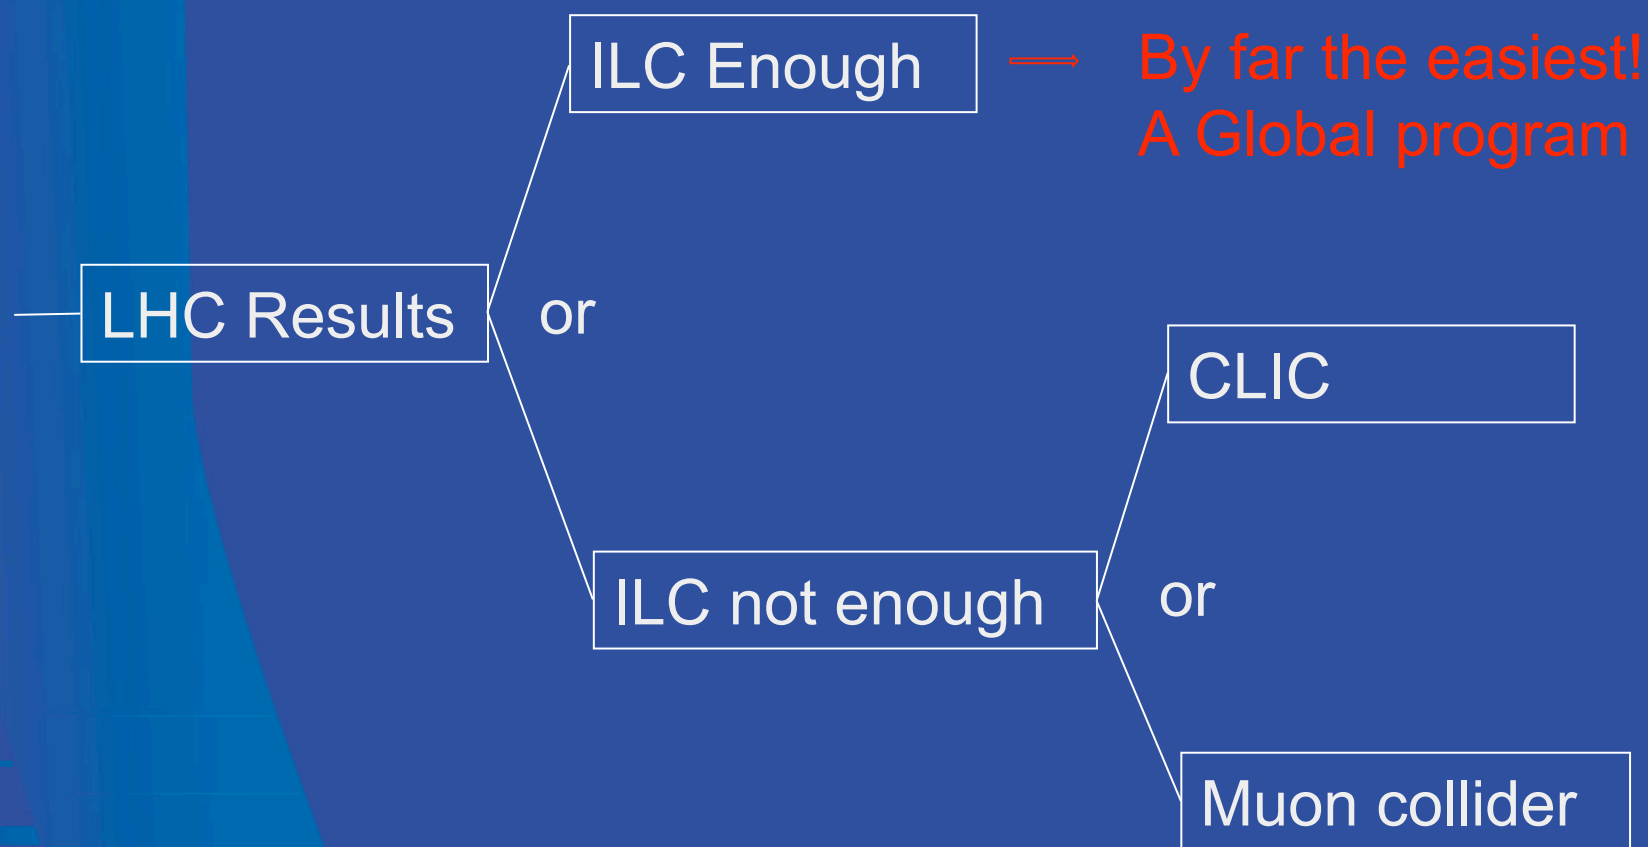 ILC Enough
By far the easiest!
A Global program
LHC Results
or
CLIC
ILC not enough
or
Muon collider